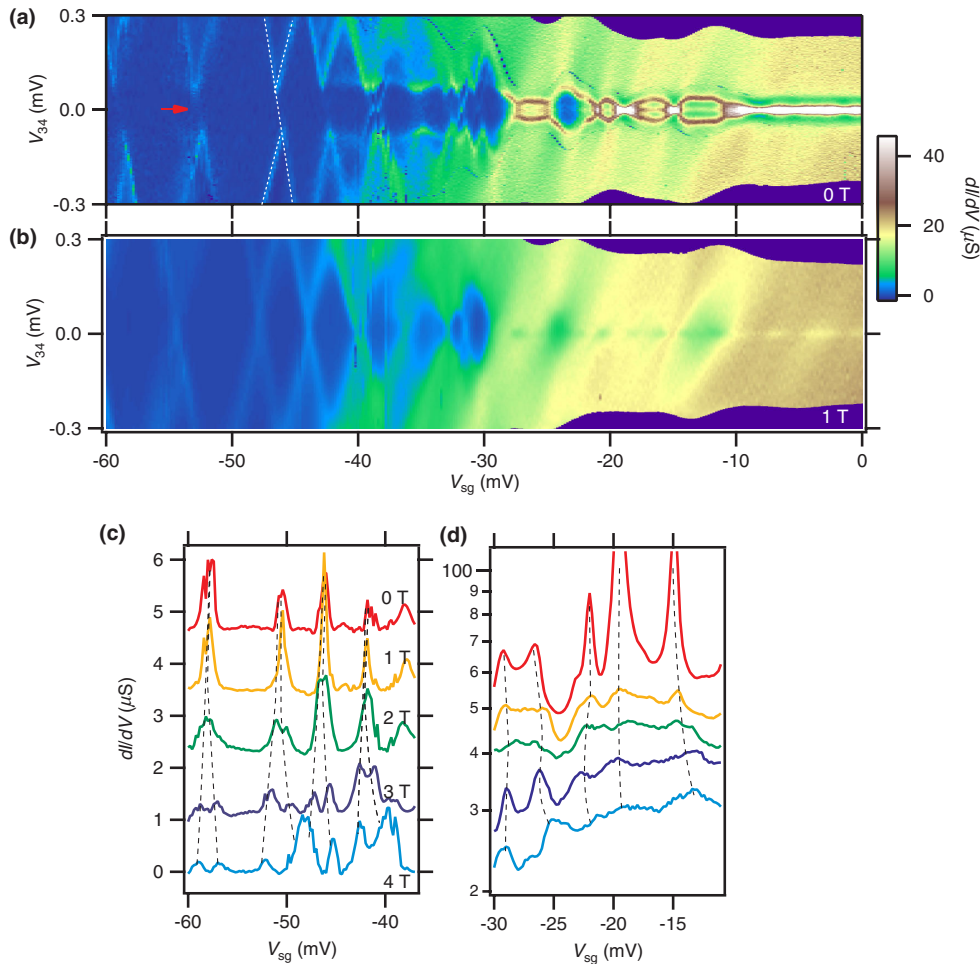 (a)
0.3
0.0
-0.3
V34 (mV)
0 T
40
20
0
dI/dV (µS)
(b)
0.3
0.0
-0.3
V34 (mV)
1 T
-60
-50
-40
-30
-20
-10
0
Vsg (mV)
(c)
6
5
4
3
2
1
0
dI/dV (µS)
0 T
1 T
2 T
3 T
4 T
-60
-50
-40
Vsg (mV)
(d)
100
9
8
7
6
5
4
3
2
-30
-25
-20
-15
Vsg (mV)